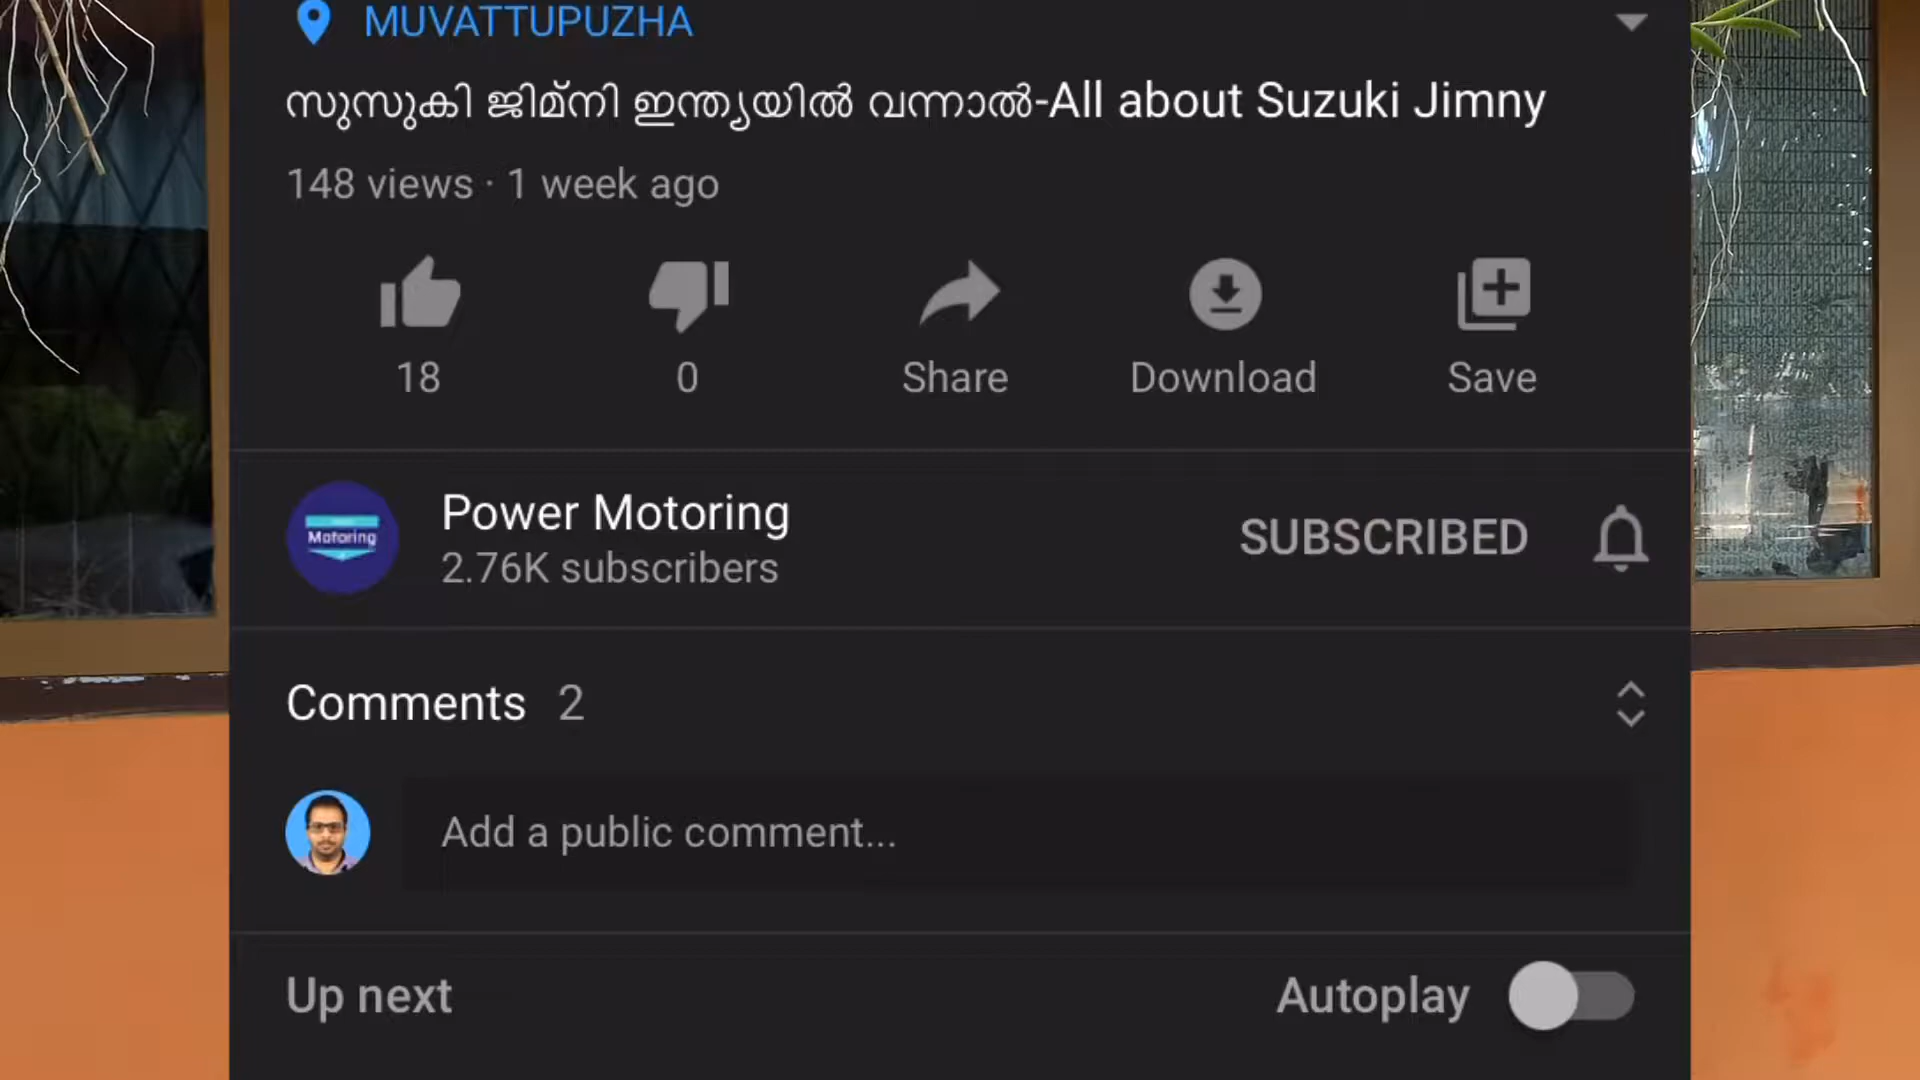 MUVATTUPUZHA
സുസുകി ജിമ്നി ഇന്ത്യയിൽ വന്നാൽ-All about Suzuki Jimny
148 views · 1 week ago
18
0
Share
Download
Save
Motoring
Power Motoring
2.76K subscribers
SUBSCRIBED
Comments 2
Add a public comment...
Up next
Autoplay